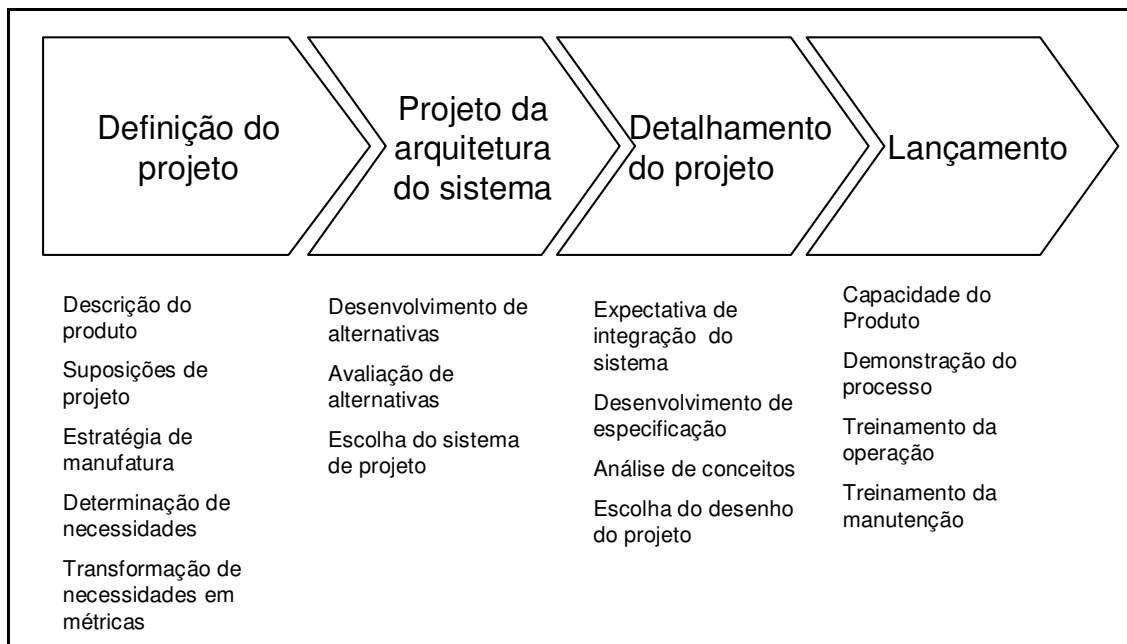 Definição do
projeto
Projeto da
arquitetura
do sistema
Detalhamento
do projeto
Lançamento
Descrição do
produto
Suposições de
projeto
Estratégia de
manufatura
Determinação de
necessidades
Transformação de
necessidades em
métricas
Desenvolvimento de
alternativas
Avaliação de
alternativas
Escolha do sistema
de projeto
Expectativa de
integração do
sistema
Desenvolvimento de
especificação
Análise de conceitos
Escolha do desenho
do projeto
Capacidade do
Produto
Demonstração do
processo
Treinamento da
operação
Treinamento da
manutenção